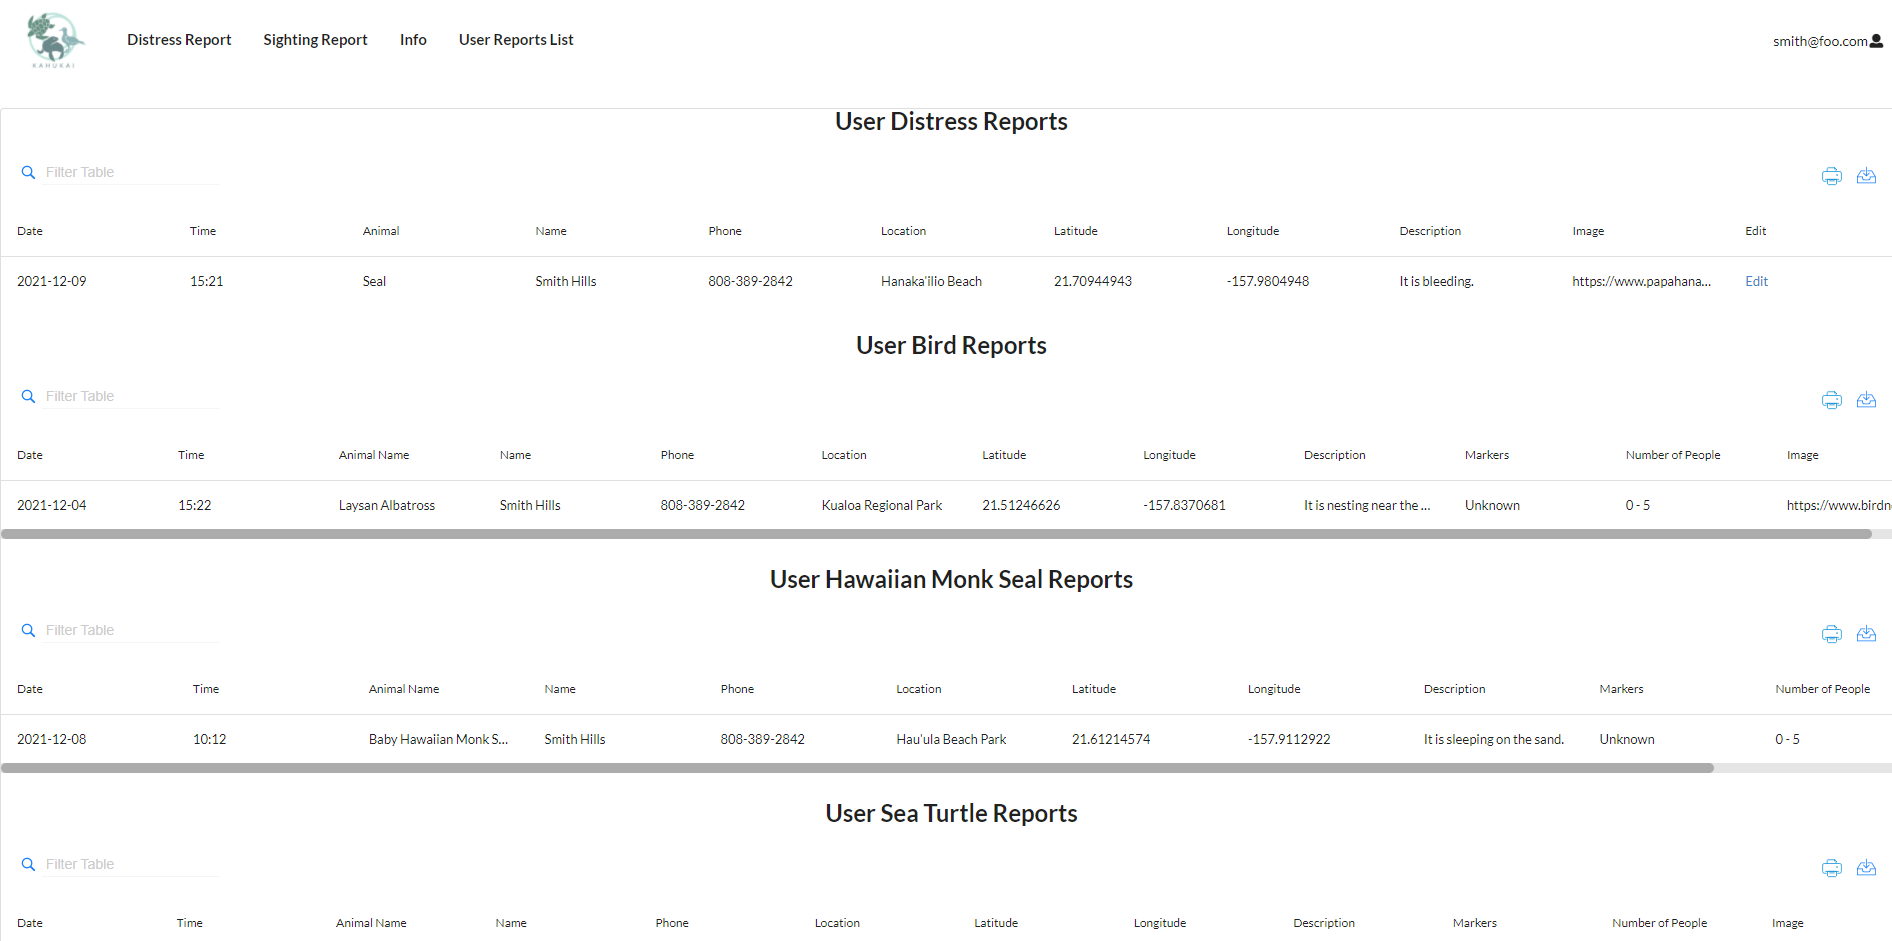 KAHUKAI
Distress Report Sighting Report Info User Reports List smith@foo.com
User Distress Reports
Filter Table
Date Time Animal Name Phone Location Latitude Longitude Description Image Edit
2021-12-09 15:21 Seal Smith Hills 808-389-2842 Hanaka'ilio Beach 21.70944943 -157.9804948 It is bleeding. https://www.papahana... Edit
User Bird Reports
Filter Table
Date Time Animal Name Name Phone Location Latitude Longitude Description Markers Number of People Image
2021-12-04 15:22 Laysan Albatross Smith Hills 808-389-2842 Kualoa Regional Park 21.51246626 -157.8370681 It is nesting near the ... Unknown 0 - 5 https://www.birdn
User Hawaiian Monk Seal Reports
Filter Table
Date Time Animal Name Name Phone Location Latitude Longitude Description Markers Number of People
2021-12-08 10:12 Baby Hawaiian Monk S... Smith Hills 808-389-2842 Hau'ula Beach Park 21.61214574 -157.9112922 It is sleeping on the sand. Unknown 0 - 5
User Sea Turtle Reports
Filter Table
Date Time Animal Name Name Phone Location Latitude Longitude Description Markers Number of People Image